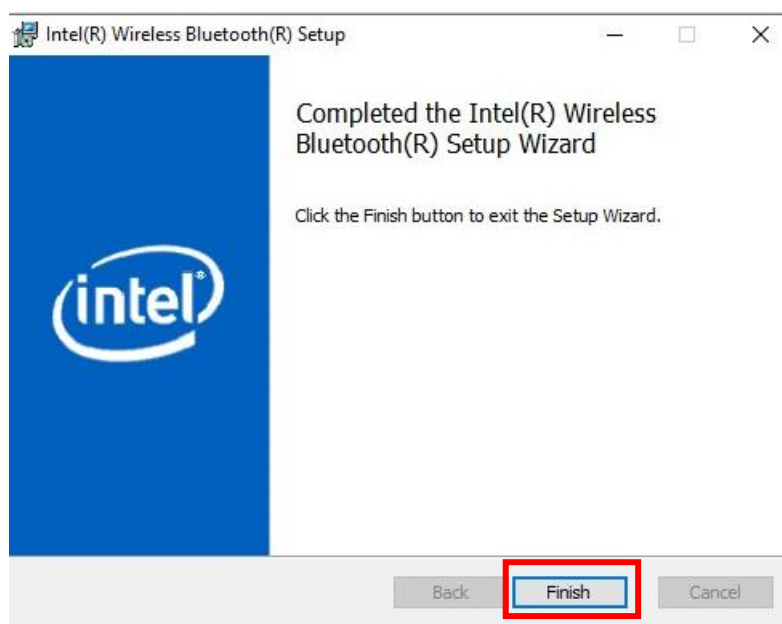 Intel(R) Wireless Bluetooth(R) Setup
Completed the Intel(R) Wireless
Bluetooth(R) Setup Wizard
Click the Finish button to exit the Setup Wizard.
intel®
Back Finish Cancel